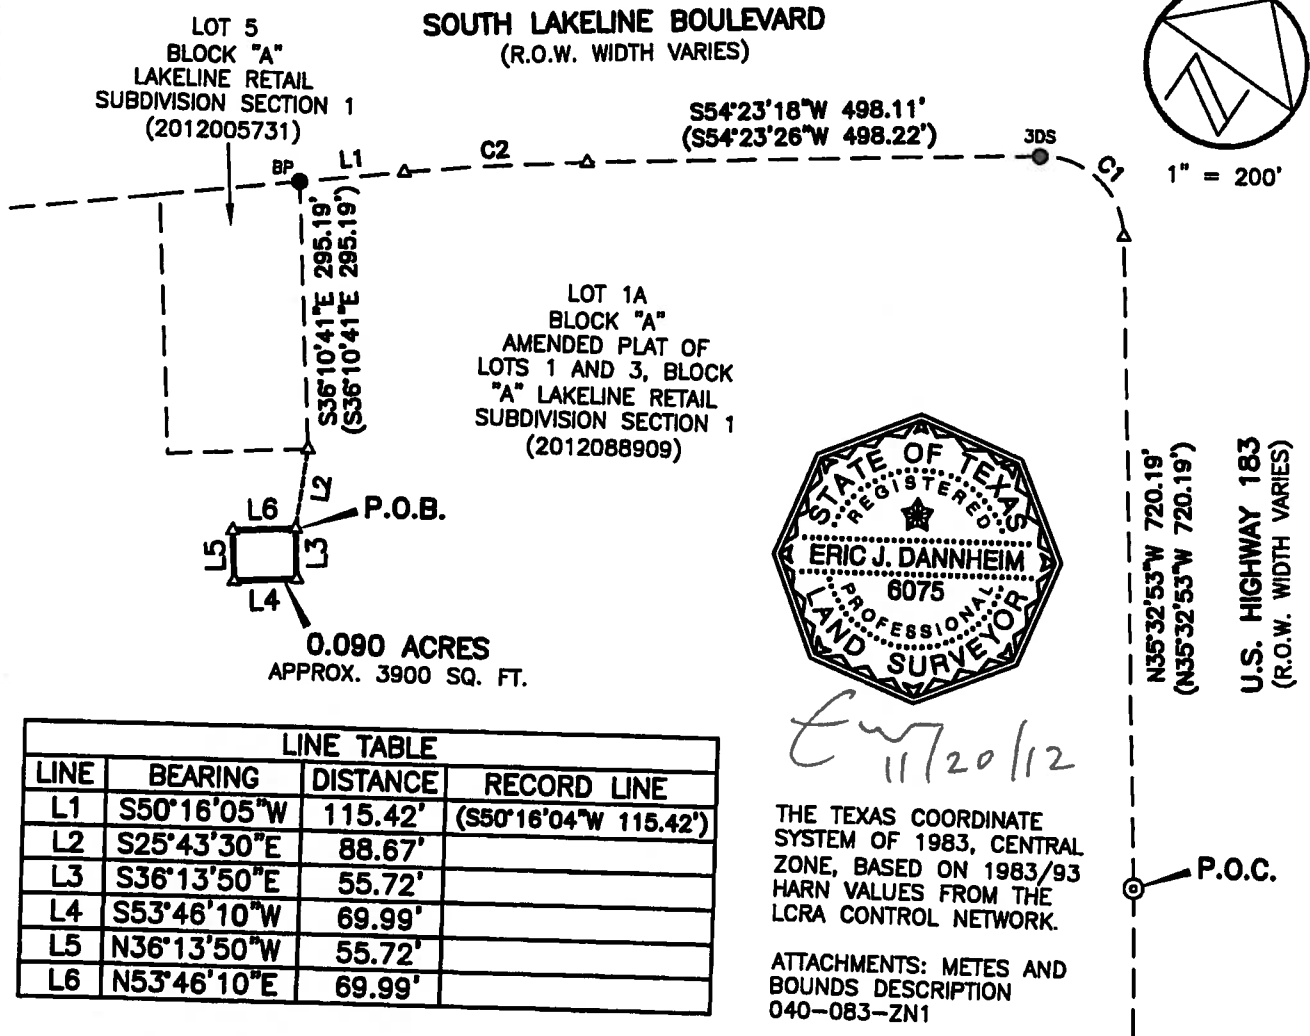 SOUTH LAKELINE BOULEVARD
(R.O.W. WIDTH VARIES)
LOT 5
BLOCK "A"
LAKELINE RETAIL
SUBDIVISION SECTION 1
(2012005731)
BP
L1
C2
S54°23'18"W 498.11'
(S54°23'26"W 498.22')
3DS
C1
N
1" = 200'
S36°10'41"E 295.19'
(S36°10'41"E 295.19')
LOT 1A
BLOCK "A"
AMENDED PLAT OF
LOTS 1 AND 3, BLOCK
"A" LAKELINE RETAIL
SUBDIVISION SECTION 1
(2012088909)
L2
P.O.B.
L6
L5
L3
L4
0.090 ACRES
APPROX. 3900 SQ. FT.
STATE OF TEXAS
REGISTERED
ERIC J. DANNHEIM
6075
PROFESSIONAL
LAND SURVEYOR
11/20/12
N35°32'53"W 720.19'
(N35°32'53"W 720.19')
U.S. HIGHWAY 183
(R.O.W. WIDTH VARIES)
P.O.C.
LINE TABLE
LINE BEARING DISTANCE RECORD LINE
L1 S50°16'05"W 115.42' (S50°16'04"W 115.42')
L2 S25°43'30"E 88.67'
L3 S36°13'50"E 55.72'
L4 S53°46'10"W 69.99'
L5 N36°13'50"W 55.72'
L6 N53°46'10"E 69.99'
THE TEXAS COORDINATE
SYSTEM OF 1983, CENTRAL
ZONE, BASED ON 1983/93
HARN VALUES FROM THE
LCRA CONTROL NETWORK.
ATTACHMENTS: METES AND
BOUNDS DESCRIPTION
040-083-ZN1